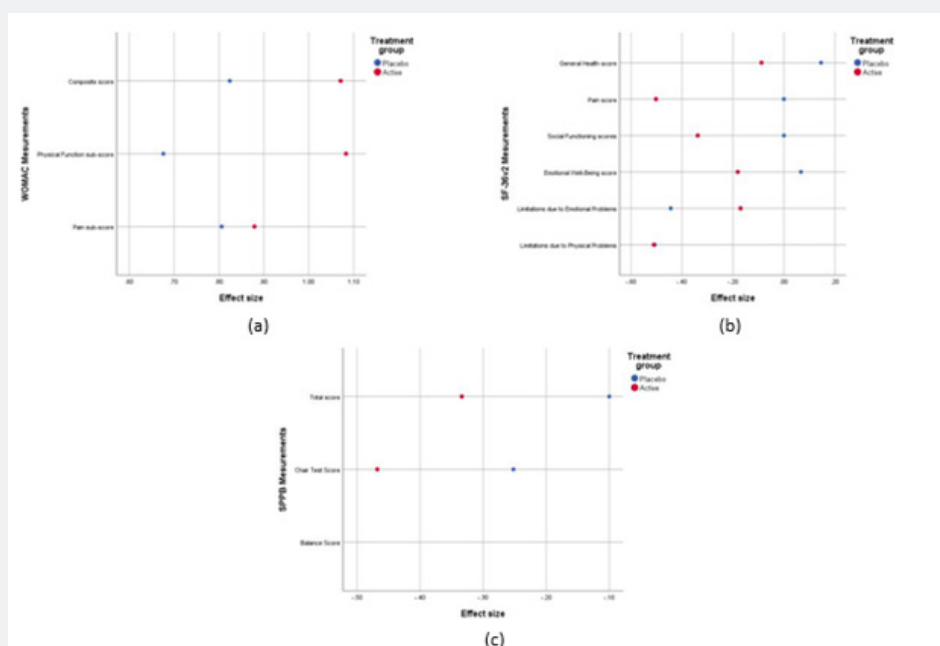 Treatment
group
Placebo
Active
WOMAC Mesurements
Composite score
Physical Function sub-score
Pain sub-score
.60 .70 .80 .90 1.00 1.10
Effect size
(a)
Treatment
group
Placebo
Active
SF-36v2 Mesurements
General Health score
Pain score
Social Functioning scores
Emotional Well-Being score
Limitations due to Emotional Problems
Limitations due to Physical Problems
-.60 -.40 -.20 .00 .20
Effect size
(b)
Treatment
group
Placebo
Active
SPPB Mesurements
Total score
Chair Test Score
Balance Score
-.50 -.40 -.30 -.20 -.10
Effect size
(c)